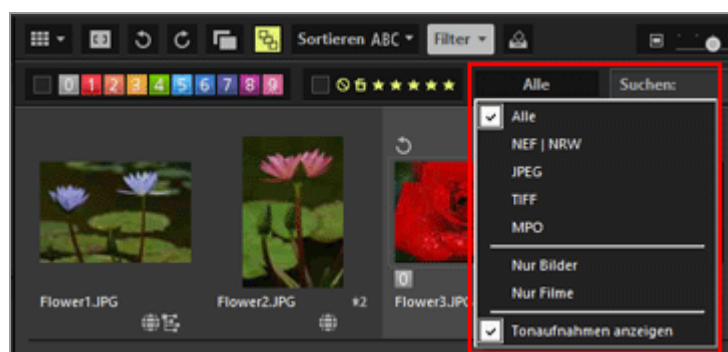 Sortieren ABC Filter
0 1 2 3 4 5 6 7 8 9
Alle Suchen:
Alle
NEF | NRW
JPEG
TIFF
MPO
Nur Bilder
Nur Filme
Tonaufnahmen anzeigen
0
Flower1.JPG Flower2.JPG *2 Flower3.JPG